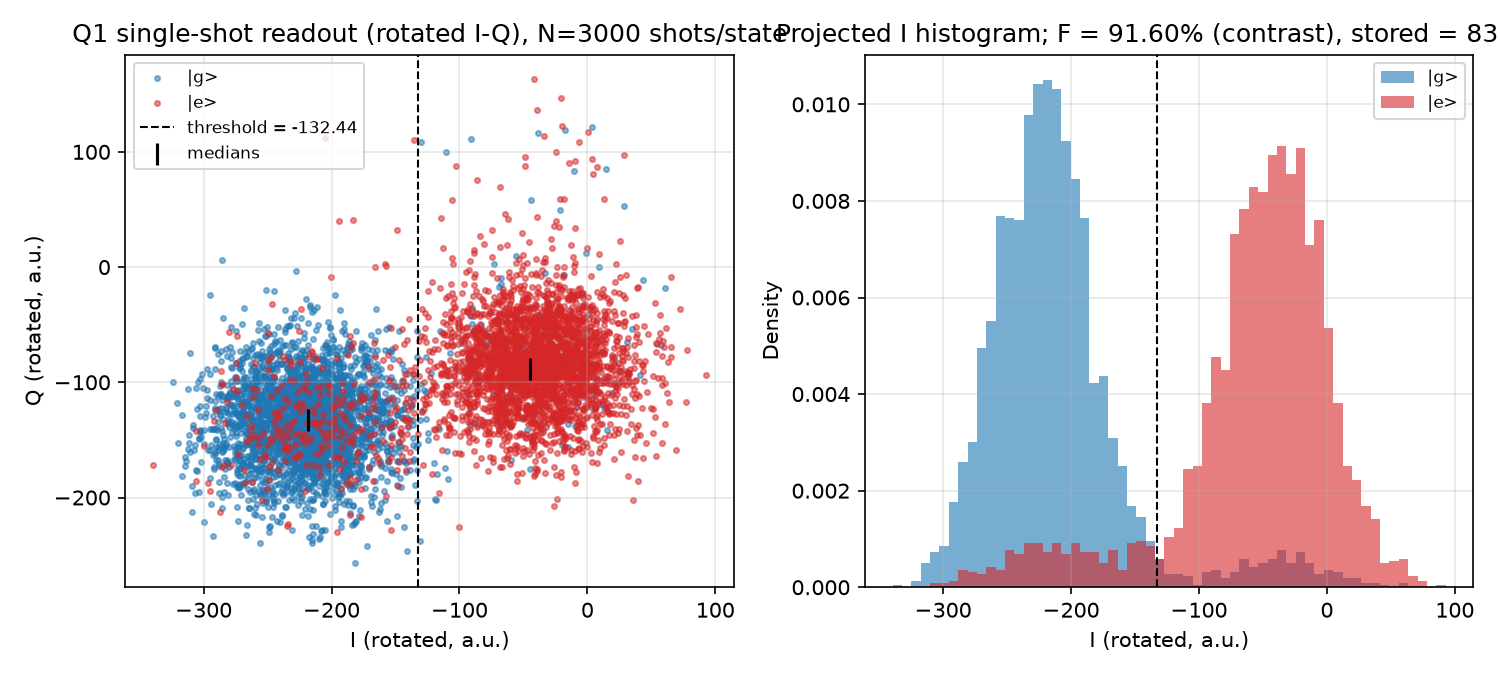 Q1 single-shot readout (rotated I-Q), N=3000 shots/state
|g>
|e>
threshold = -132.44
medians
100
0
−100
−200
−300
−200
−100
0
100
Q (rotated, a.u.)
I (rotated, a.u.)
Projected I histogram; F = 91.60% (contrast), stored = 83
|g>
|e>
0.010
0.008
0.006
0.004
0.002
0.000
−300
−200
−100
0
100
Density
I (rotated, a.u.)